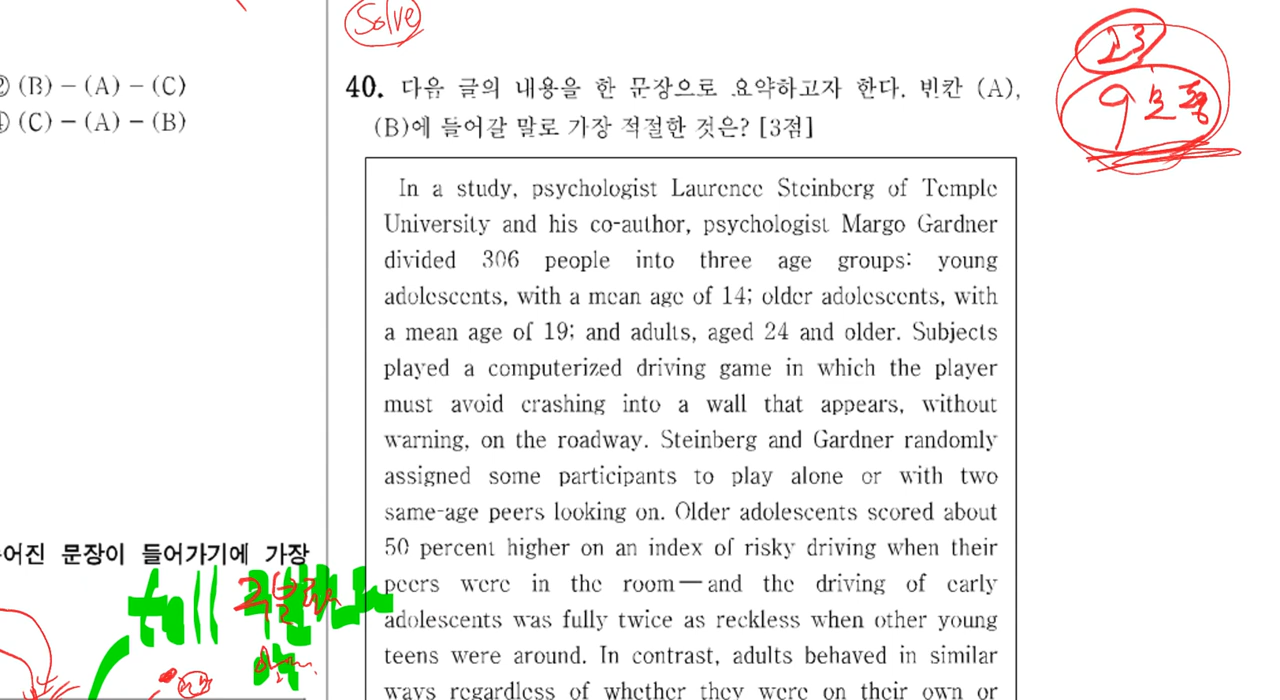 Solve
② (B) − (A) − (C)
④ (C) − (A) − (B)
어진 문장이 들어가기에 가장
tell 구별하다
40. 다음 글의 내용을 한 문장으로 요약하고자 한다. 빈칸 (A),
(B)에 들어갈 말로 가장 적절한 것은? [3점]
In a study, psychologist Laurence Steinberg of Temple
University and his co-author, psychologist Margo Gardner
divided 306 people into three age groups: young
adolescents, with a mean age of 14; older adolescents, with
a mean age of 19; and adults, aged 24 and older. Subjects
played a computerized driving game in which the player
must avoid crashing into a wall that appears, without
warning, on the roadway. Steinberg and Gardner randomly
assigned some participants to play alone or with two
same-age peers looking on. Older adolescents scored about
50 percent higher on an index of risky driving when their
peers were in the room — and the driving of early
adolescents was fully twice as reckless when other young
teens were around. In contrast, adults behaved in similar
ways regardless of whether they were on their own or
23
9